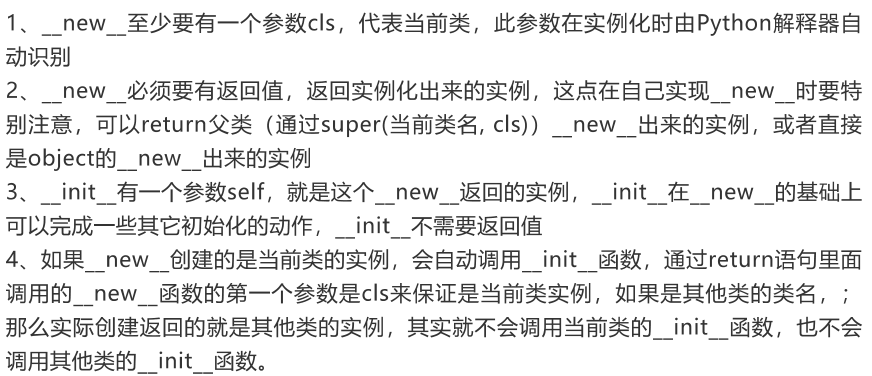 1、__new__至少要有一个参数cls，代表当前类，此参数在实例化时由Python解释器自
动识别
2、__new__必须要有返回值，返回实例化出来的实例，这点在自己实现__new__时要特
别注意，可以return父类（通过super(当前类名, cls)）__new__出来的实例，或者直接
是object的__new__出来的实例
3、__init__有一个参数self，就是这个__new__返回的实例，__init__在__new__的基础上
可以完成一些其它初始化的动作，__init__不需要返回值
4、如果__new__创建的是当前类的实例，会自动调用__init__函数，通过return语句里面
调用的__new__函数的第一个参数是cls来保证是当前类实例，如果是其他类的类名，；
那么实际创建返回的就是其他类的实例，其实就不会调用当前类的__init__函数，也不会
调用其他类的__init__函数。